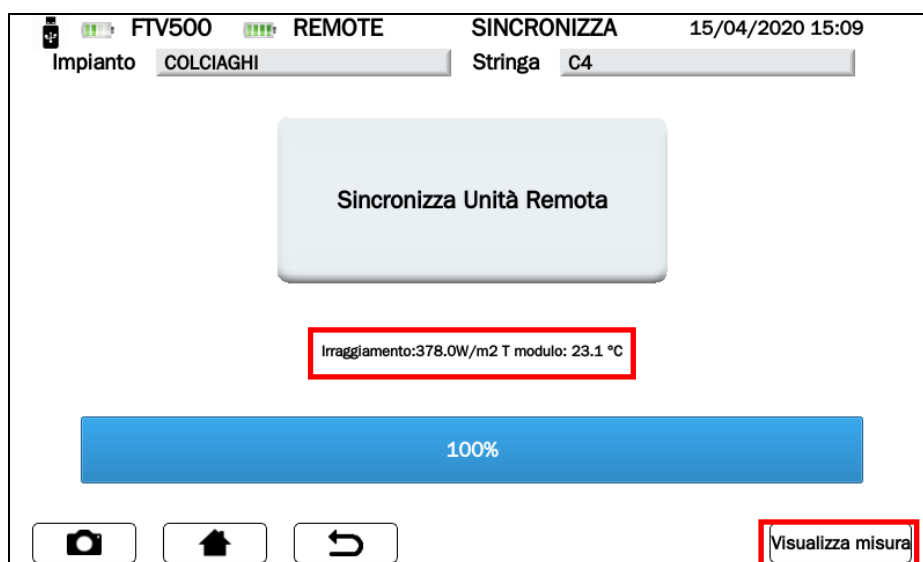 FTV500 REMOTE SINCRONIZZA 15/04/2020 15:09
Impianto COLCIAGHI Stringa C4
Sincronizza Unità Remota
Irraggiamento:378.0W/m2 T modulo: 23.1 °C
100%
Visualizza misura